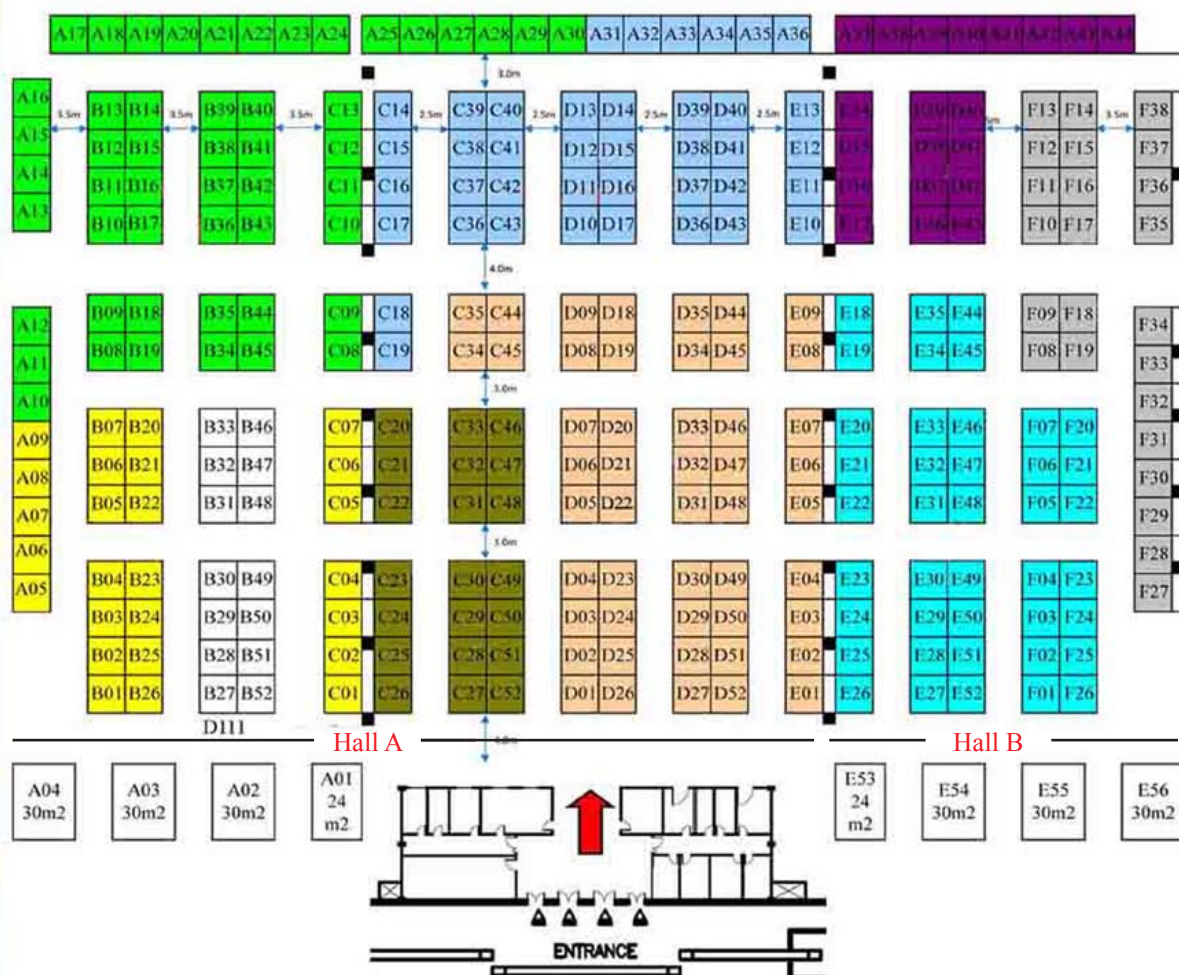 A17 A18 A19 A20 A21 A22 A23 A24 A25 A26 A27 A28 A29 A30 A31 A32 A33 A34 A35 A36 A37 A38 A39 A40 A41 A42 A43 A44
3.0m
A16 B13 B14 B39 B40 C13 C14 C39 C40 D13 D14 D39 D40 E13 E14 E39 E40 F13 F14 F38
3.5m 3.5m 3.5m 2.5m 2.5m 2.5m 2.5m 3.5m
A15 B12 B15 B38 B41 C12 C15 C38 C41 D12 D15 D38 D41 E12 F12 F15 F37
A14 B11 B16 B37 B42 C11 C16 C37 C42 D11 D16 D37 D42 E11 F11 F16 F36
A13 B10 B17 B36 B43 C10 C17 C36 C43 D10 D17 D36 D43 E10 E17 F10 F17 F35
4.0m
A12 B09 B18 B35 B44 C09 C18 C35 C44 D09 D18 D35 D44 E09 E18 E35 E44 F09 F18 F34
A11 B08 B19 B34 B45 C08 C19 C34 C45 D08 D19 D34 D45 E08 E19 E34 E45 F08 F19 F33
A10 3.0m F32
A09 B07 B20 B33 B46 C07 C20 C33 C46 D07 D20 D33 D46 E07 E20 E33 E46 F07 F20 F31
A08 B06 B21 B32 B47 C06 C21 C32 C47 D06 D21 D32 D47 E06 E21 E32 E47 F06 F21 F30
A07 B05 B22 B31 B48 C05 C22 C31 C48 D05 D22 D31 D48 E05 E22 E31 E48 F05 F22 F29
A06 3.0m F28
A05 B04 B23 B30 B49 C04 C23 C30 C49 D04 D23 D30 D49 E04 E23 E30 E49 F04 F23 F27
B03 B24 B29 B50 C03 C24 C29 C50 D03 D24 D29 D50 E03 E24 E29 E50 F03 F24
B02 B25 B28 B51 C02 C25 C28 C51 D02 D25 D28 D51 E02 E25 E28 E51 F02 F25
B01 B26 B27 B52 C01 C26 C27 C52 D01 D26 D27 D52 E01 E26 E27 E52 F01 F26
D111
Hall A Hall B
A04 A03 A02 A01 E53 E54 E55 E56
30m2 30m2 30m2 24 24 30m2 30m2 30m2
m2 m2
ENTRANCE